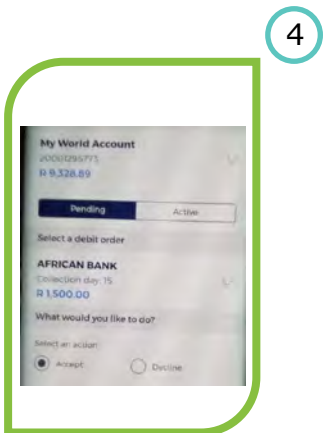 4
My World Account
20001295773
R 9,328.89
Pending Active
Select a debit order
AFRICAN BANK
Collection day: 15
R 1,500.00
What would you like to do?
Select an action
Accept Decline